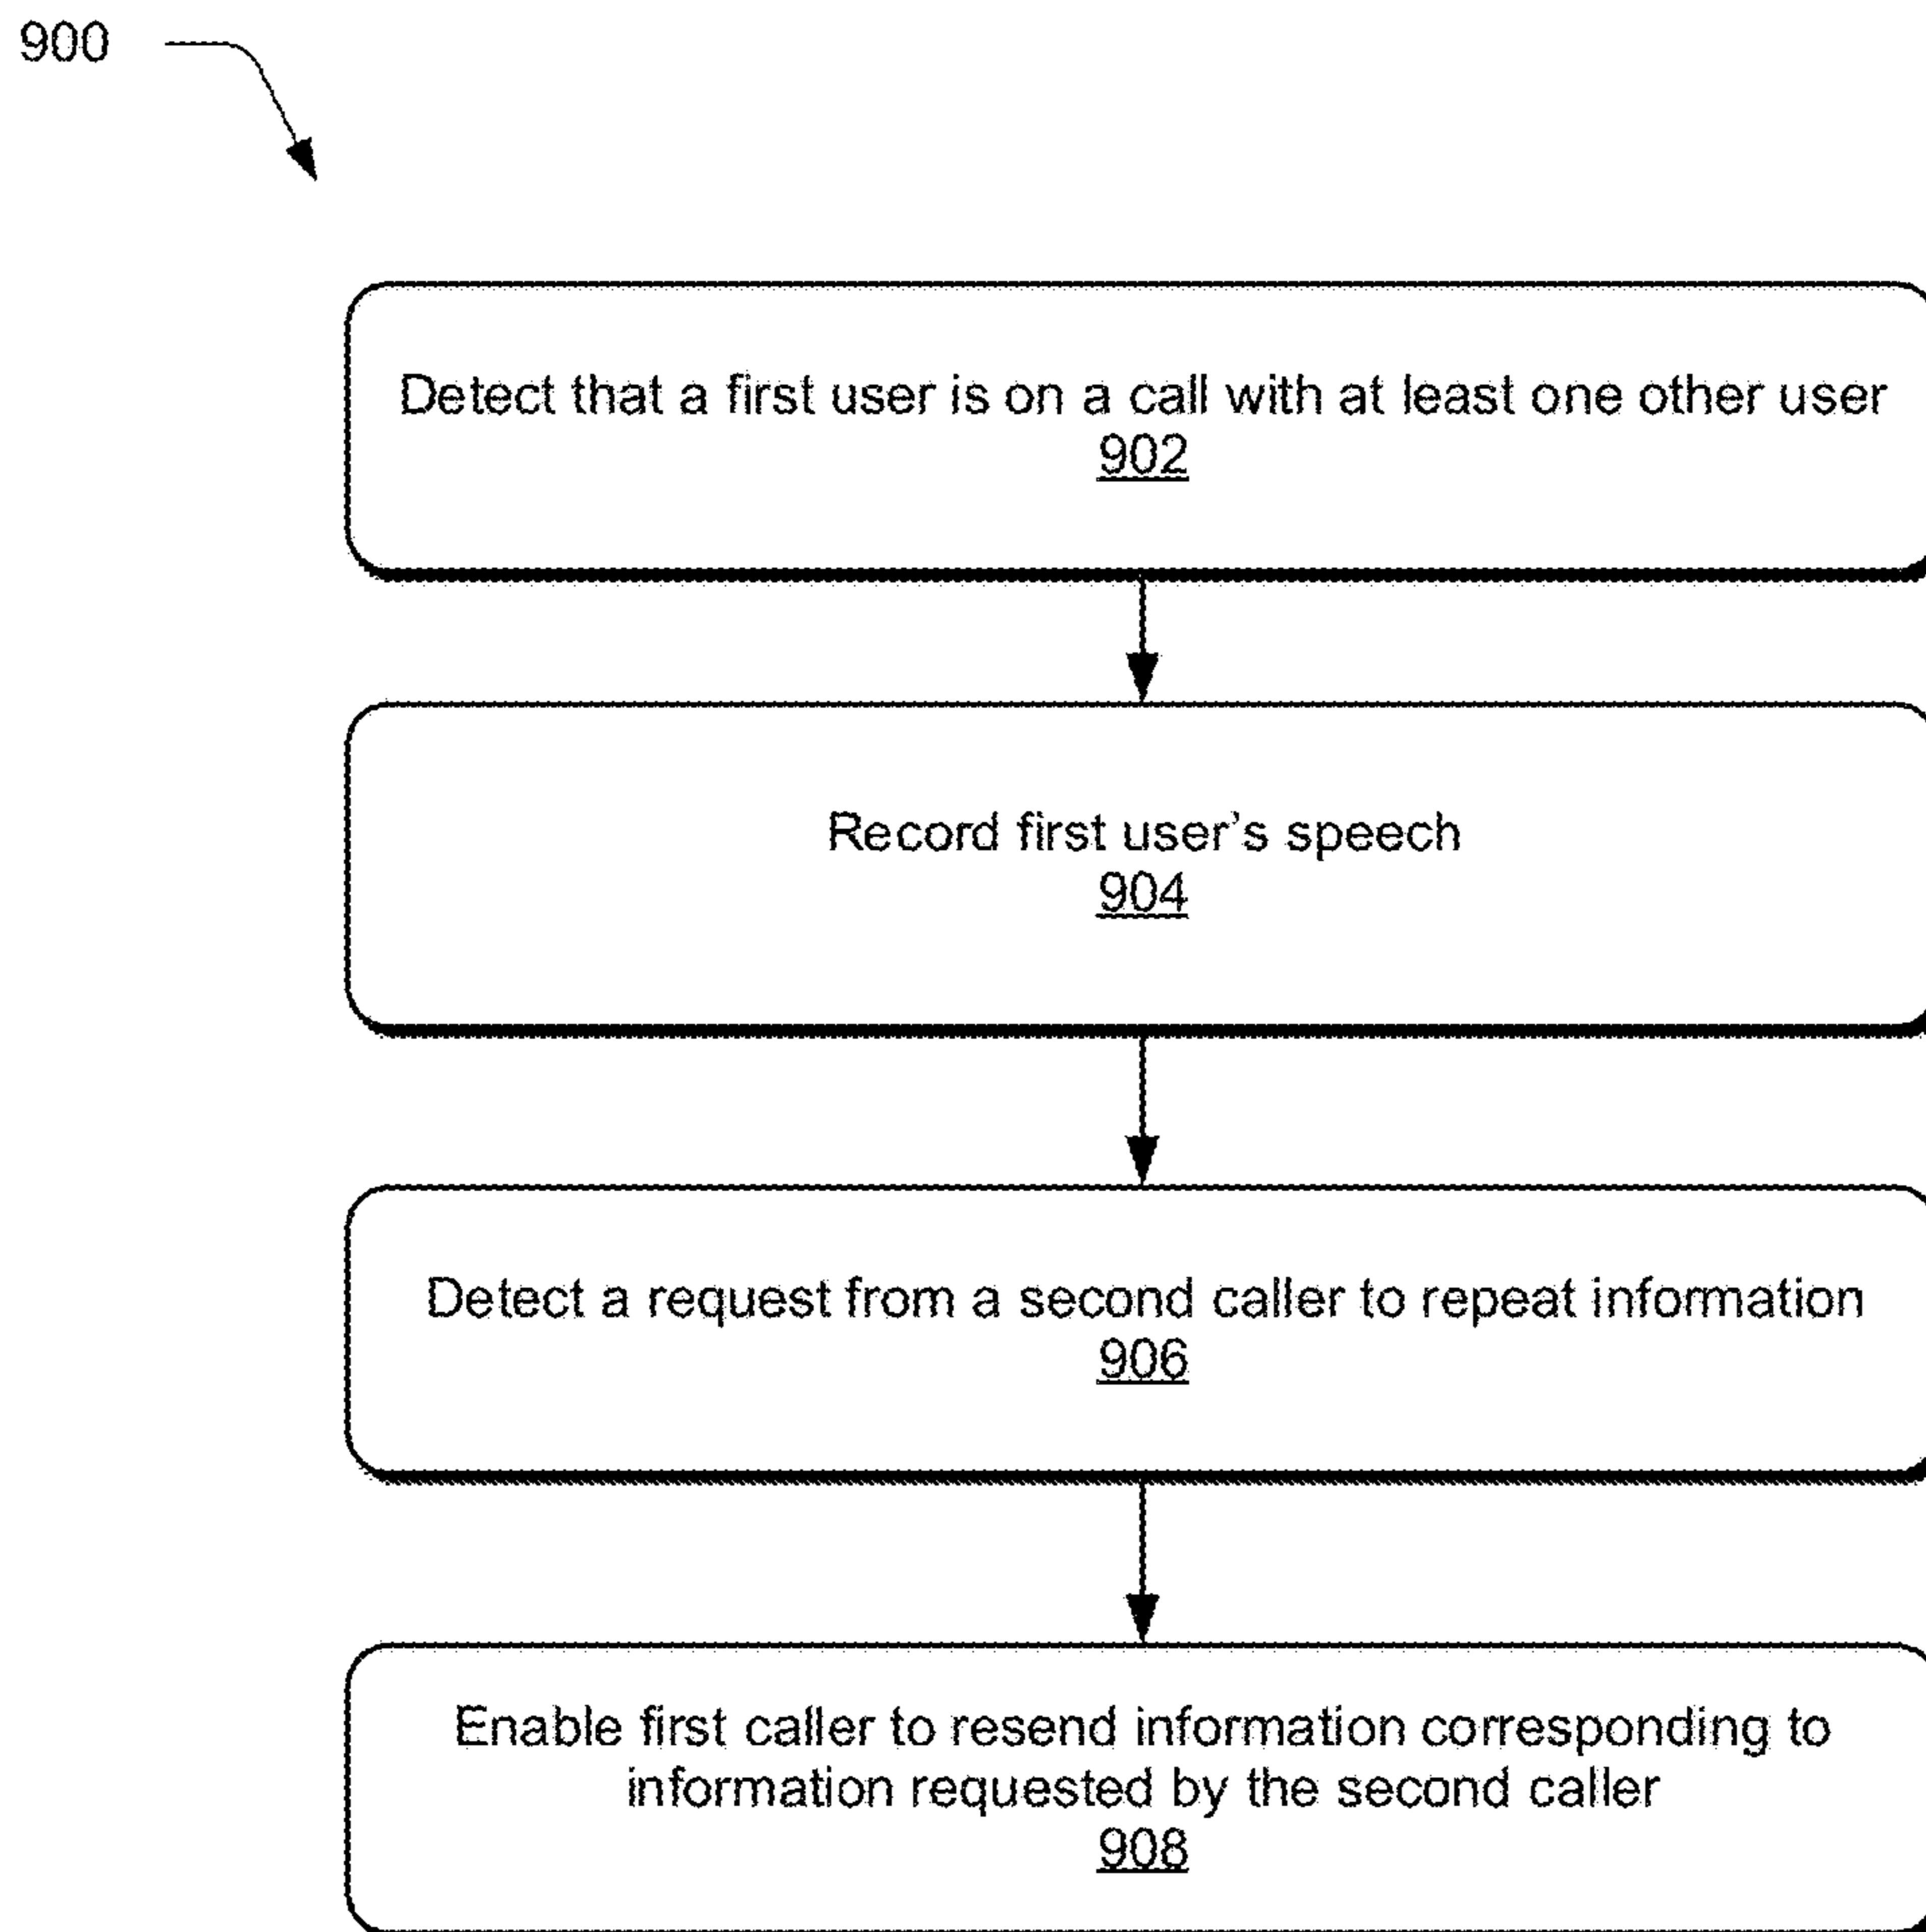 900
Detect that a first user is on a call with at least one other user
902
Record first user's speech
904
Detect a request from a second caller to repeat information
906
Enable first caller to resend information corresponding to
information requested by the second caller
908